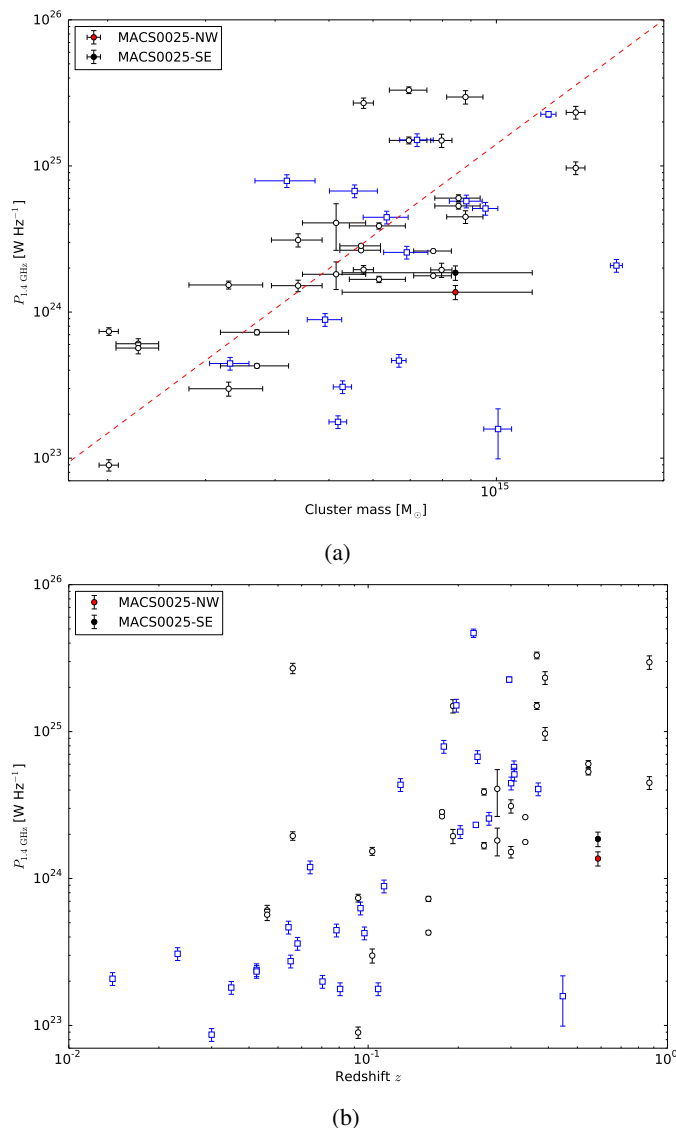 10^26
MACS0025-NW
MACS0025-SE
10^25
P_1.4 GHz [W Hz^−1]
10^24
10^23
10^15
Cluster mass [M_⊙]
(a)
10^26
MACS0025-NW
MACS0025-SE
10^25
P_1.4 GHz [W Hz^−1]
10^24
10^23
10^-2 10^-1 10^0
Redshift z
(b)